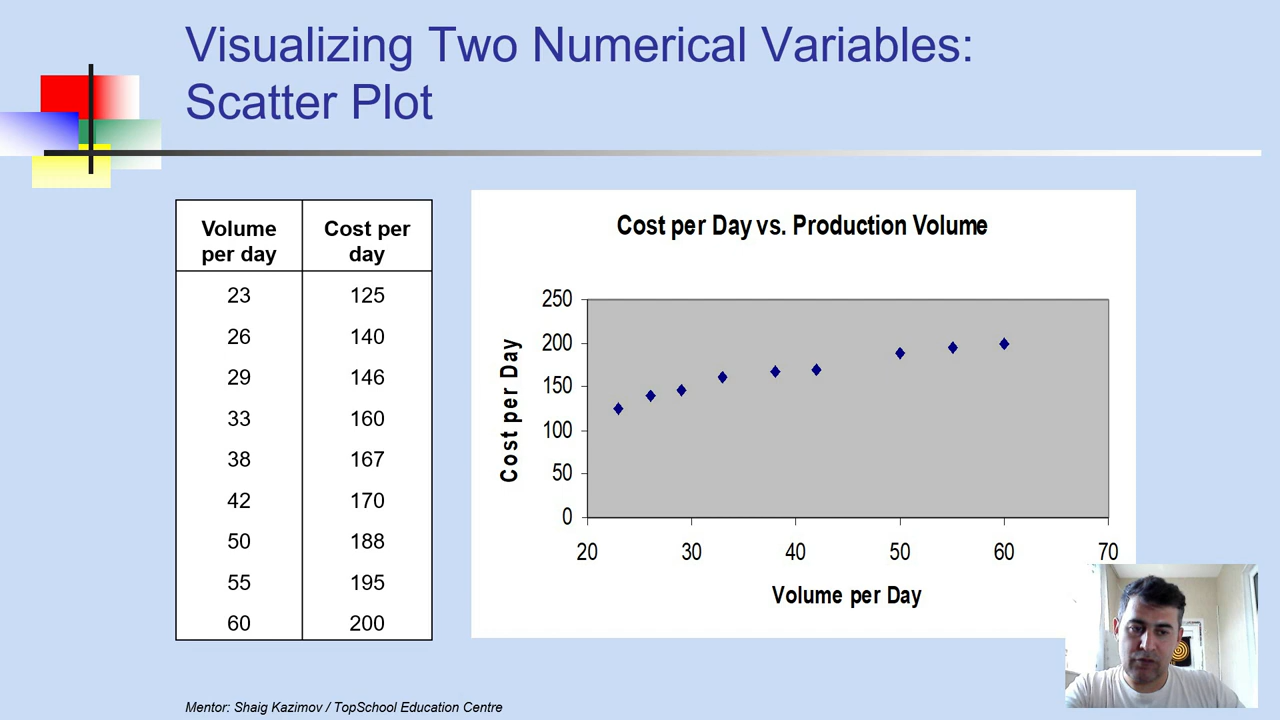 Visualizing Two Numerical Variables:
Scatter Plot
Volume per day Cost per day
23 125
26 140
29 146
33 160
38 167
42 170
50 188
55 195
60 200
Cost per Day vs. Production Volume
Cost per Day
250
200
150
100
50
0
20 30 40 50 60 70
Volume per Day
Mentor: Shaig Kazimov / TopSchool Education Centre